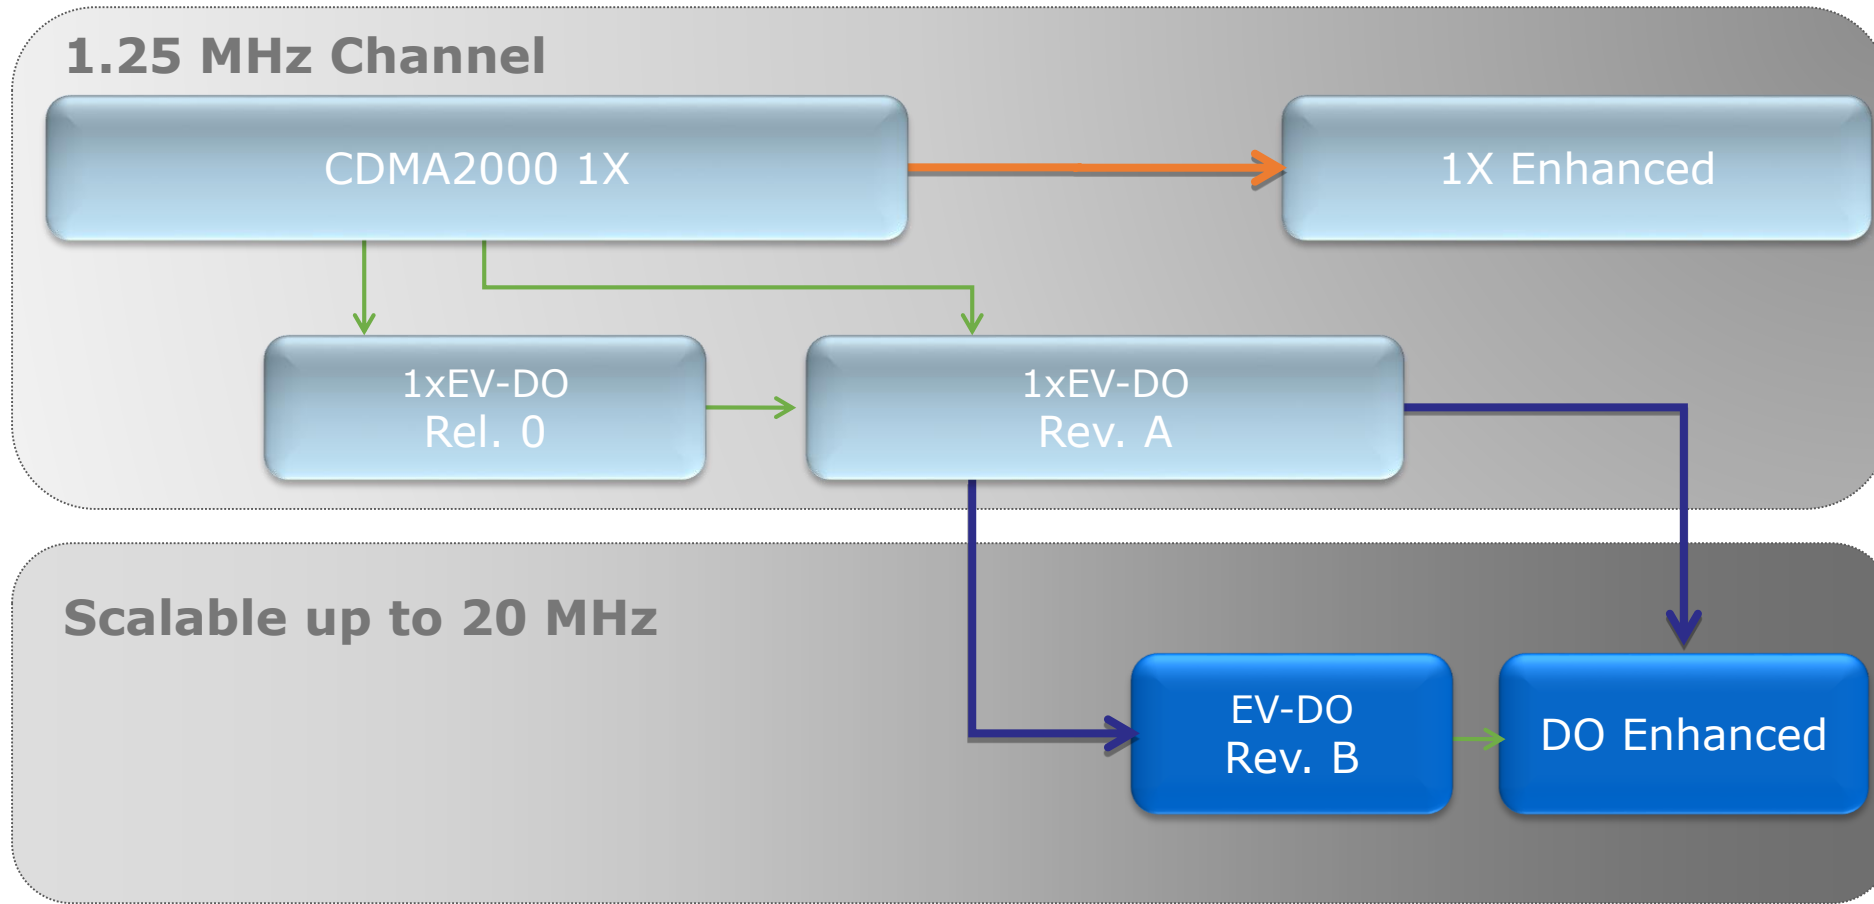 1.25 MHz Channel
CDMA2000 1X
1X Enhanced
1xEV-DO
Rel. 0
1xEV-DO
Rev. A
Scalable up to 20 MHz
EV-DO
Rev. B
DO Enhanced